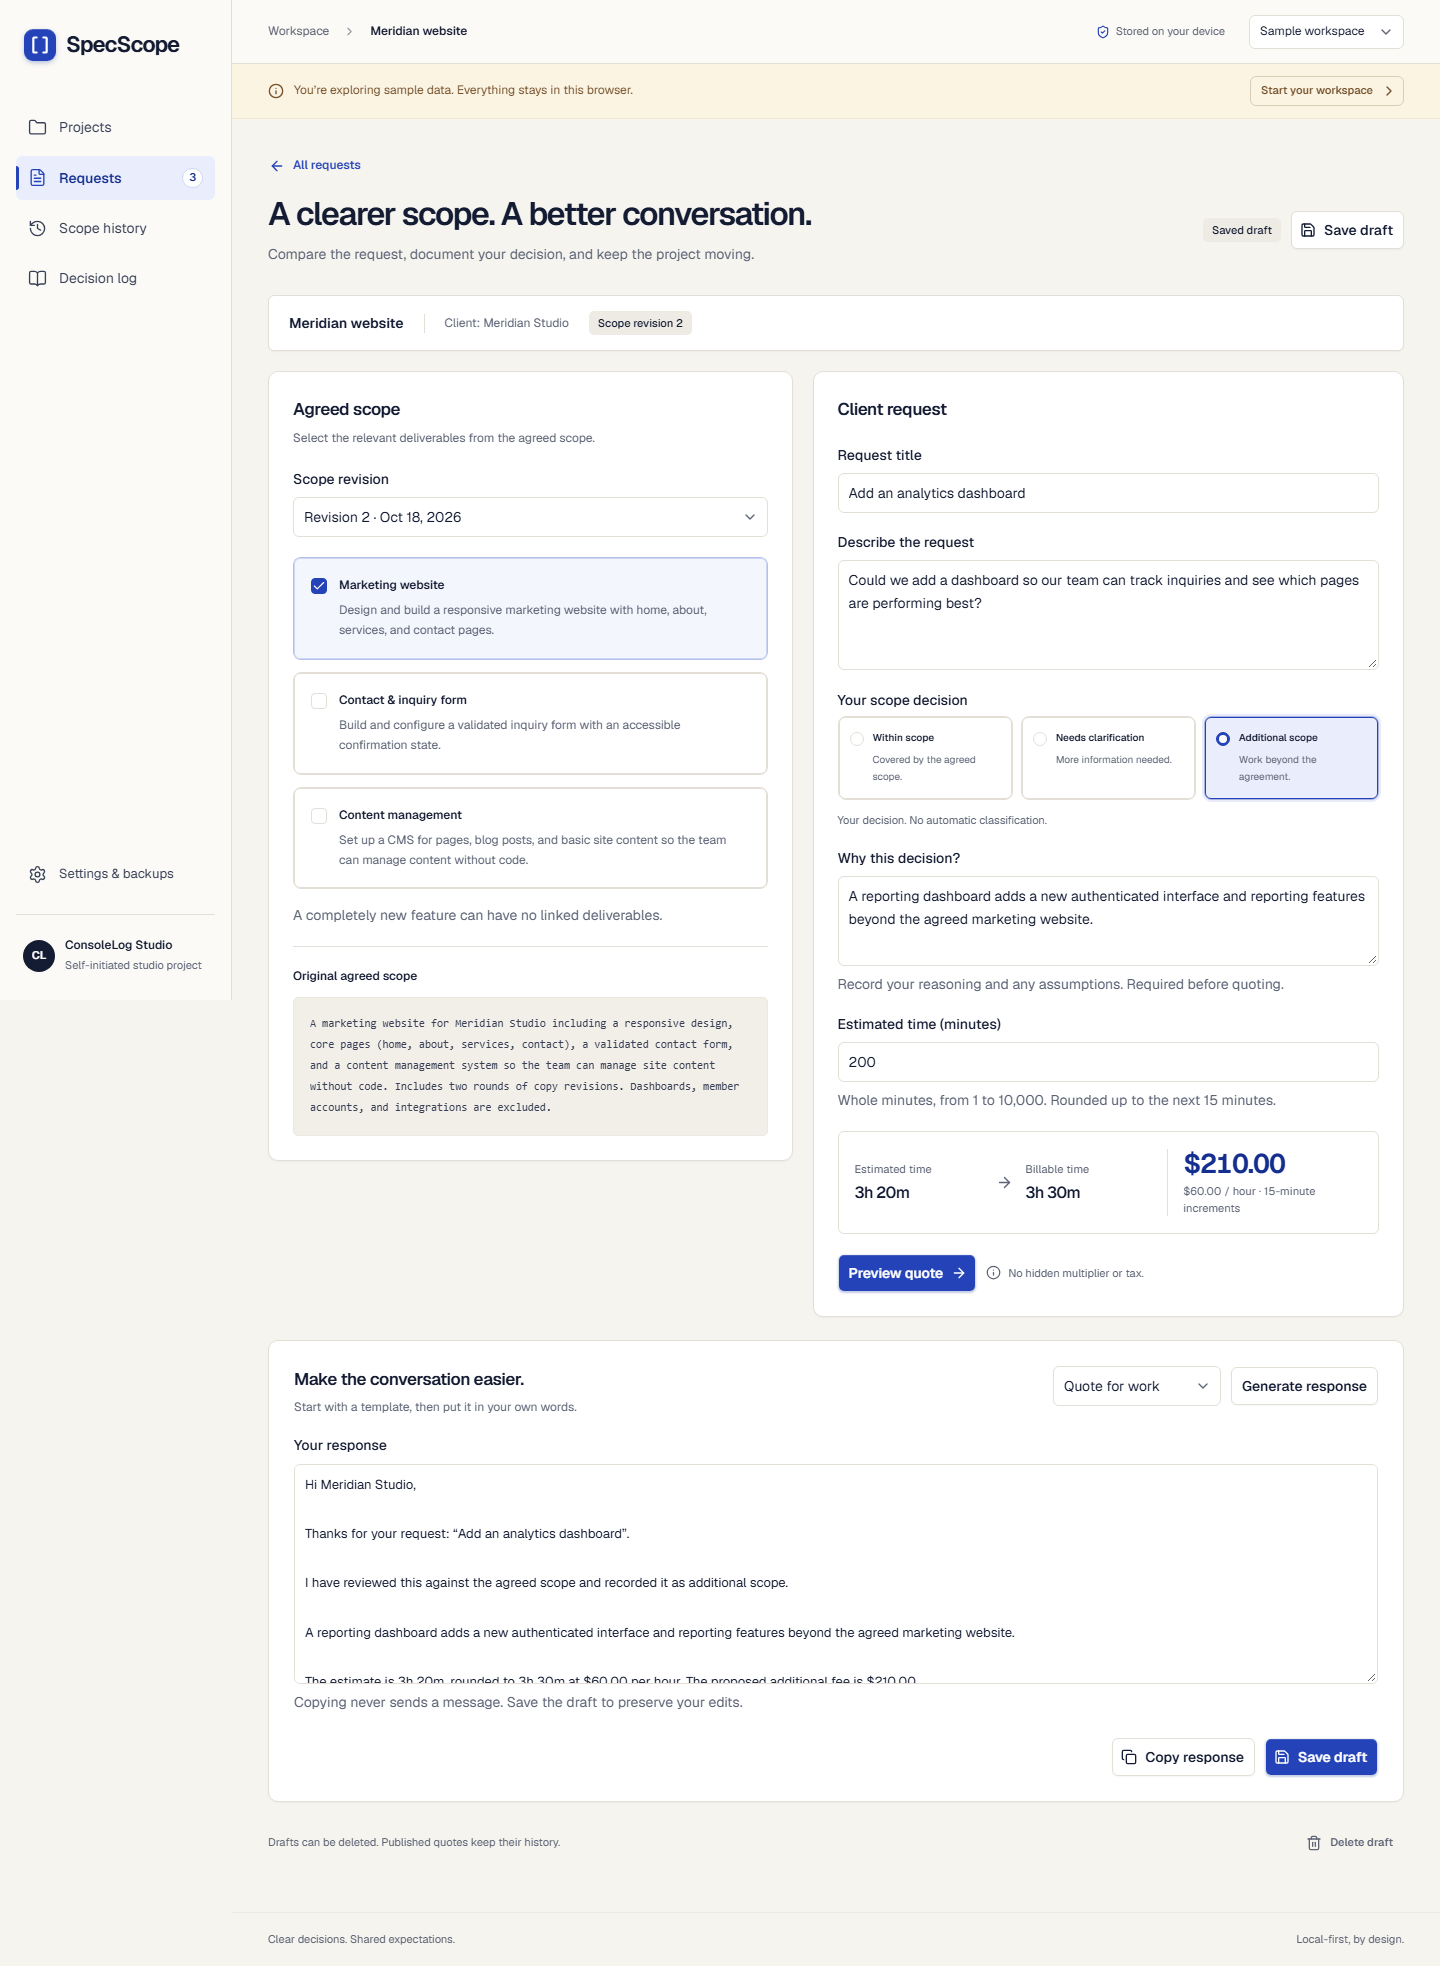 SpecScope
Projects
Requests 3
Scope history
Decision log
Settings & backups
CL
ConsoleLog Studio
Self-initiated studio project
Workspace
Meridian website
Stored on your device
Sample workspace
You're exploring sample data. Everything stays in this browser.
Start your workspace
All requests
A clearer scope. A better conversation.
Compare the request, document your decision, and keep the project moving.
Saved draft
Save draft
Meridian website
Client: Meridian Studio
Scope revision 2
Agreed scope
Select the relevant deliverables from the agreed scope.
Scope revision
Revision 2 · Oct 18, 2026
Marketing website
Design and build a responsive marketing website with home, about,
services, and contact pages.
Contact & inquiry form
Build and configure a validated inquiry form with an accessible
confirmation state.
Content management
Set up a CMS for pages, blog posts, and basic site content so the team
can manage content without code.
A completely new feature can have no linked deliverables.
Original agreed scope
A marketing website for Meridian Studio including a responsive design,
core pages (home, about, services, contact), a validated contact form,
and a content management system so the team can manage site content
without code. Includes two rounds of copy revisions. Dashboards, member
accounts, and integrations are excluded.
Client request
Request title
Add an analytics dashboard
Describe the request
Could we add a dashboard so our team can track inquiries and see which pages
are performing best?
Your scope decision
Within scope
Covered by the agreed
scope.
Needs clarification
More information needed.
Additional scope
Work beyond the
agreement.
Your decision. No automatic classification.
Why this decision?
A reporting dashboard adds a new authenticated interface and reporting features
beyond the agreed marketing website.
Record your reasoning and any assumptions. Required before quoting.
Estimated time (minutes)
200
Whole minutes, from 1 to 10,000. Rounded up to the next 15 minutes.
Estimated time
3h 20m
Billable time
3h 30m
$210.00
$60.00 / hour · 15-minute
increments
Preview quote
No hidden multiplier or tax.
Make the conversation easier.
Start with a template, then put it in your own words.
Quote for work
Generate response
Your response
Hi Meridian Studio,
Thanks for your request: “Add an analytics dashboard”.
I have reviewed this against the agreed scope and recorded it as additional scope.
A reporting dashboard adds a new authenticated interface and reporting features beyond the agreed marketing website.
The estimate is 3h 20m, rounded to 3h 30m at $60.00 per hour. The proposed additional fee is $210.00.
Copying never sends a message. Save the draft to preserve your edits.
Copy response
Save draft
Drafts can be deleted. Published quotes keep their history.
Delete draft
Clear decisions. Shared expectations.
Local-first, by design.